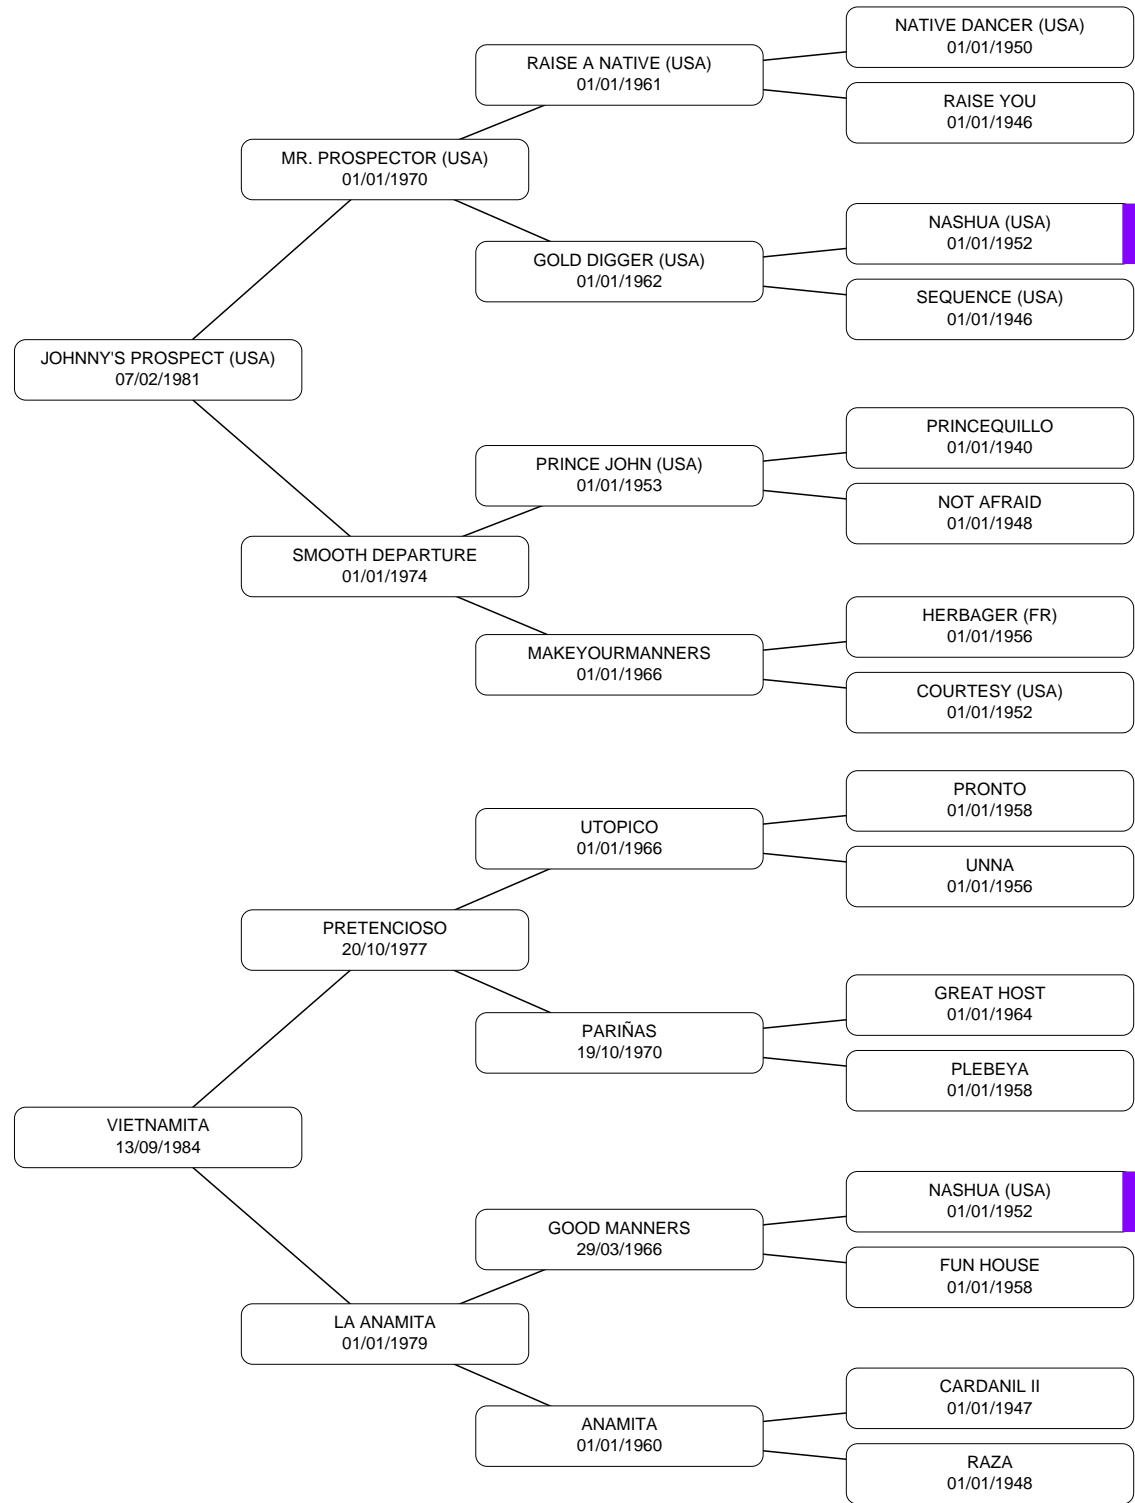 NATIVE DANCER (USA)
01/01/1950
RAISE A NATIVE (USA)
01/01/1961
RAISE YOU
01/01/1946
MR. PROSPECTOR (USA)
01/01/1970
NASHUA (USA)
01/01/1952
GOLD DIGGER (USA)
01/01/1962
SEQUENCE (USA)
01/01/1946
JOHNNY'S PROSPECT (USA)
07/02/1981
PRINCEQUILLO
01/01/1940
PRINCE JOHN (USA)
01/01/1953
NOT AFRAID
01/01/1948
SMOOTH DEPARTURE
01/01/1974
HERBAGER (FR)
01/01/1956
MAKEYOURMANNERS
01/01/1966
COURTESY (USA)
01/01/1952
PRONTO
01/01/1958
UTOPICO
01/01/1966
UNNA
01/01/1956
PRETENCIOSO
20/10/1977
GREAT HOST
01/01/1964
PARIÑAS
19/10/1970
PLEBEYA
01/01/1958
VIETNAMITA
13/09/1984
NASHUA (USA)
01/01/1952
GOOD MANNERS
29/03/1966
FUN HOUSE
01/01/1958
LA ANAMITA
01/01/1979
CARDANIL II
01/01/1947
ANAMITA
01/01/1960
RAZA
01/01/1948